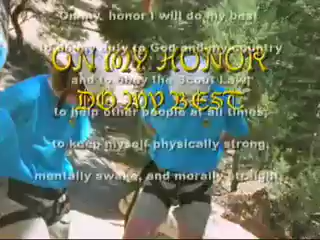 On my honor I will do my best
to do my duty to God and my country
ON MY HONOR
and to obey the Scout Law;
DO MY BEST
to help other people at all times;
to keep myself physically strong,
mentally awake, and morally straight.